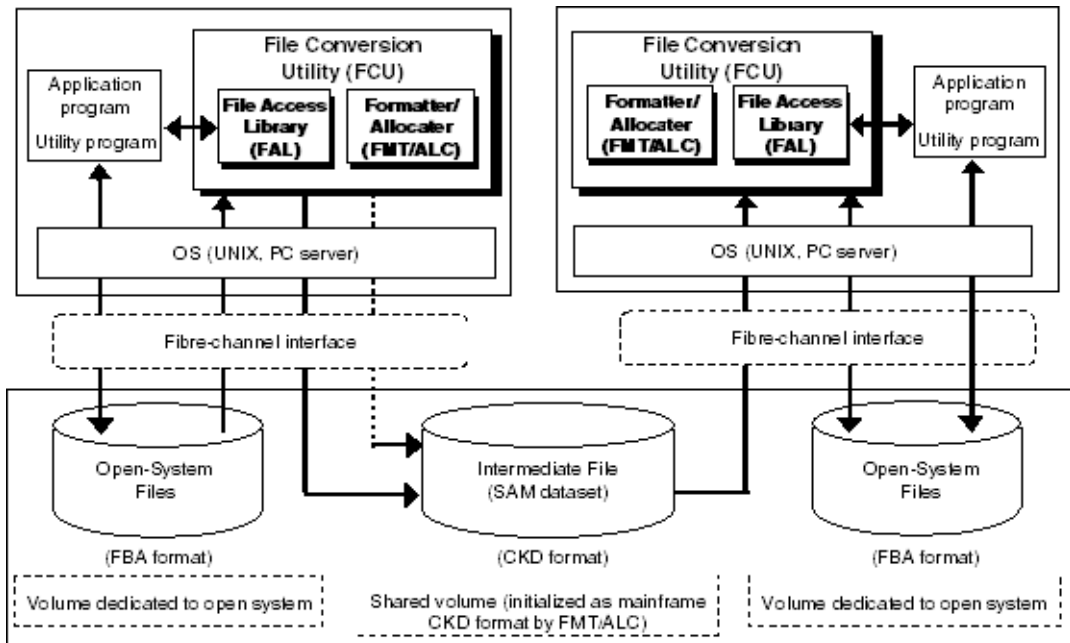 File Conversion
Utility (FCU)
Application
program
Utility program
File Access
Library
(FAL)
Formatter/
Allocater
(FMT/ALC)
OS (UNIX, PC server)
Fibre-channel interface
File Conversion
Utility (FCU)
Formatter/
Allocater
(FMT/ALC)
File Access
Library
(FAL)
Application
program
Utility program
OS (UNIX, PC server)
Fibre-channel interface
Open-System
Files
(FBA format)
Volume dedicated to open system
Intermediate File
(SAM dataset)
(CKD format)
Shared volume (initialized as mainframe
CKD format by FMT/ALC)
Open-System
Files
(FBA format)
Volume dedicated to open system